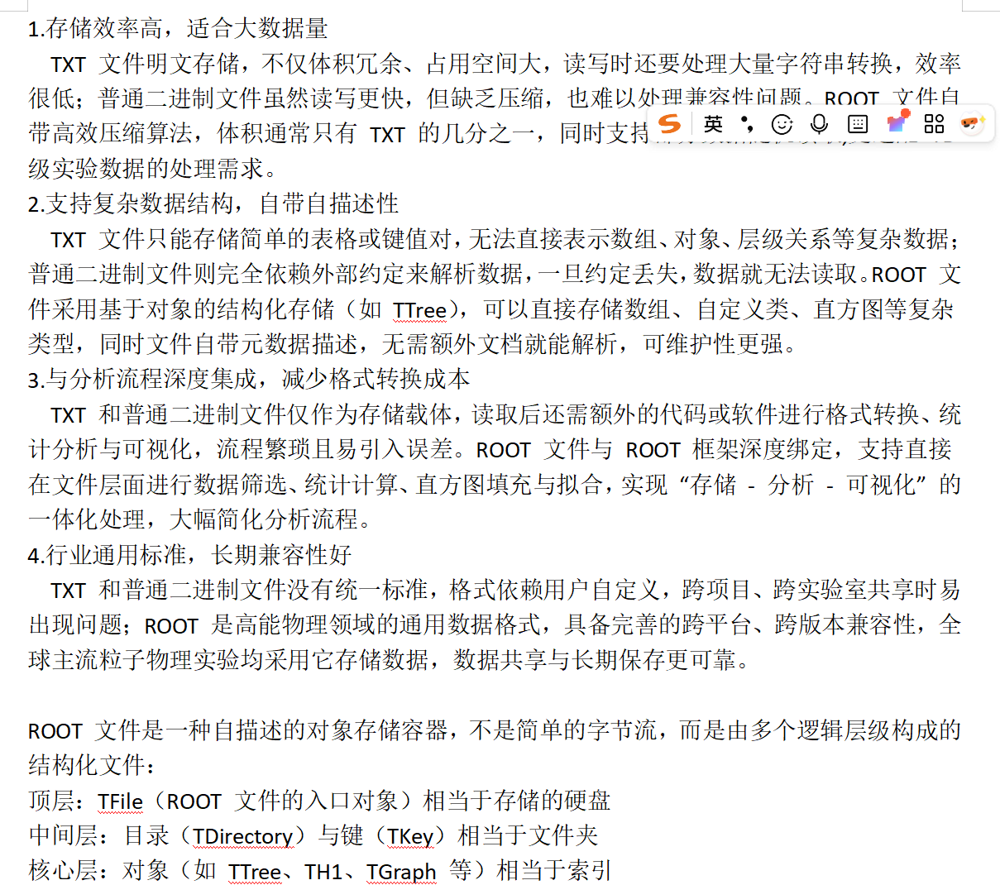 1.存储效率高，适合大数据量
TXT 文件明文存储，不仅体积冗余、占用空间大，读写时还要处理大量字符串转换，效率
很低；普通二进制文件虽然读写更快，但缺乏压缩，也难以处理兼容性问题。ROOT 文件自
带高效压缩算法，体积通常只有 TXT 的几分之一，同时支持
英
级实验数据的处理需求。
2.支持复杂数据结构，自带自描述性
TXT 文件只能存储简单的表格或键值对，无法直接表示数组、对象、层级关系等复杂数据；
普通二进制文件则完全依赖外部约定来解析数据，一旦约定丢失，数据就无法读取。ROOT 文
件采用基于对象的结构化存储（如 TTree），可以直接存储数组、自定义类、直方图等复杂
类型，同时文件自带元数据描述，无需额外文档就能解析，可维护性更强。
3.与分析流程深度集成，减少格式转换成本
TXT 和普通二进制文件仅作为存储载体，读取后还需额外的代码或软件进行格式转换、统
计分析与可视化，流程繁琐且易引入误差。ROOT 文件与 ROOT 框架深度绑定，支持直接
在文件层面进行数据筛选、统计计算、直方图填充与拟合，实现 “存储 - 分析 - 可视化” 的
一体化处理，大幅简化分析流程。
4.行业通用标准，长期兼容性好
TXT 和普通二进制文件没有统一标准，格式依赖用户自定义，跨项目、跨实验室共享时易
出现问题；ROOT 是高能物理领域的通用数据格式，具备完善的跨平台、跨版本兼容性，全
球主流粒子物理实验均采用它存储数据，数据共享与长期保存更可靠。
ROOT 文件是一种自描述的对象存储容器，不是简单的字节流，而是由多个逻辑层级构成的
结构化文件：
顶层：TFile（ROOT 文件的入口对象）相当于存储的硬盘
中间层：目录（TDirectory）与键（TKey）相当于文件夹
核心层：对象（如 TTree、TH1、TGraph 等）相当于索引